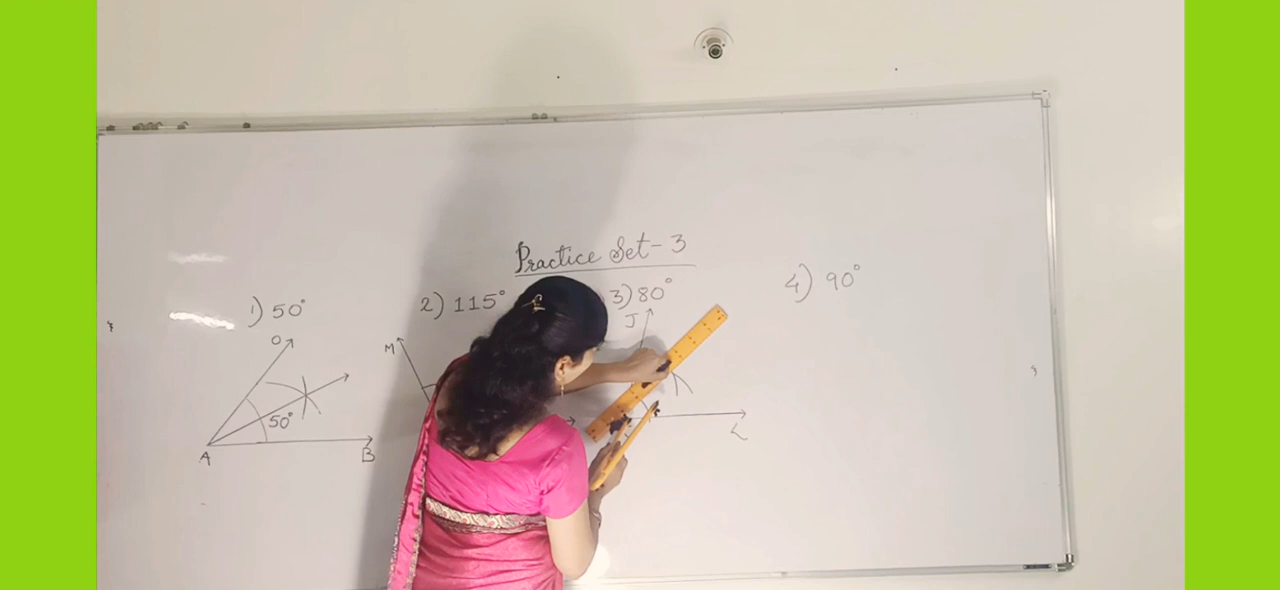 Practice Set - 3
1) 50°
2) 115°
3) 80°
4) 90°
O
50°
A
B
M
J
L